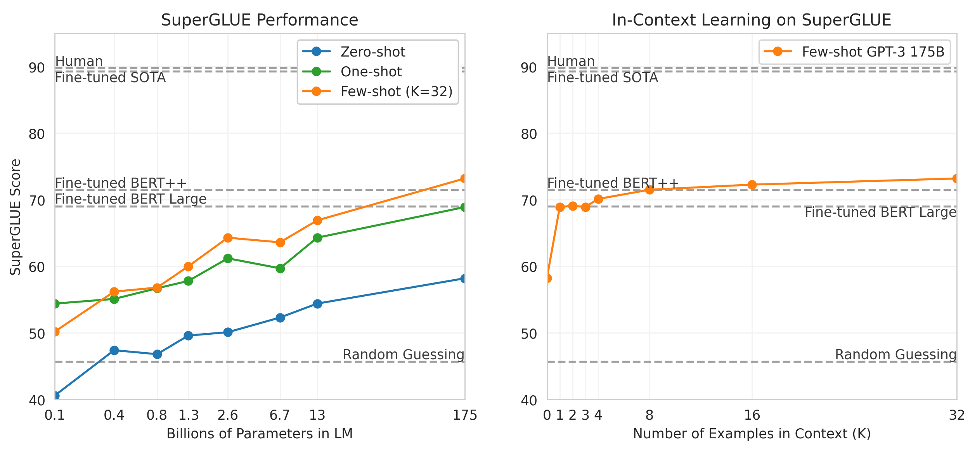 SuperGLUE Performance
Zero-shot
One-shot
Few-shot (K=32)
Human
Fine-tuned SOTA
Fine-tuned BERT++
Fine-tuned BERT Large
Random Guessing
SuperGLUE Score
90
80
70
60
50
40
0.1 0.4 0.8 1.3 2.6 6.7 13 175
Billions of Parameters in LM
In-Context Learning on SuperGLUE
Few-shot GPT-3 175B
Human
Fine-tuned SOTA
Fine-tuned BERT++
Fine-tuned BERT Large
Random Guessing
90
80
70
60
50
40
0 1 2 3 4 8 16 32
Number of Examples in Context (K)